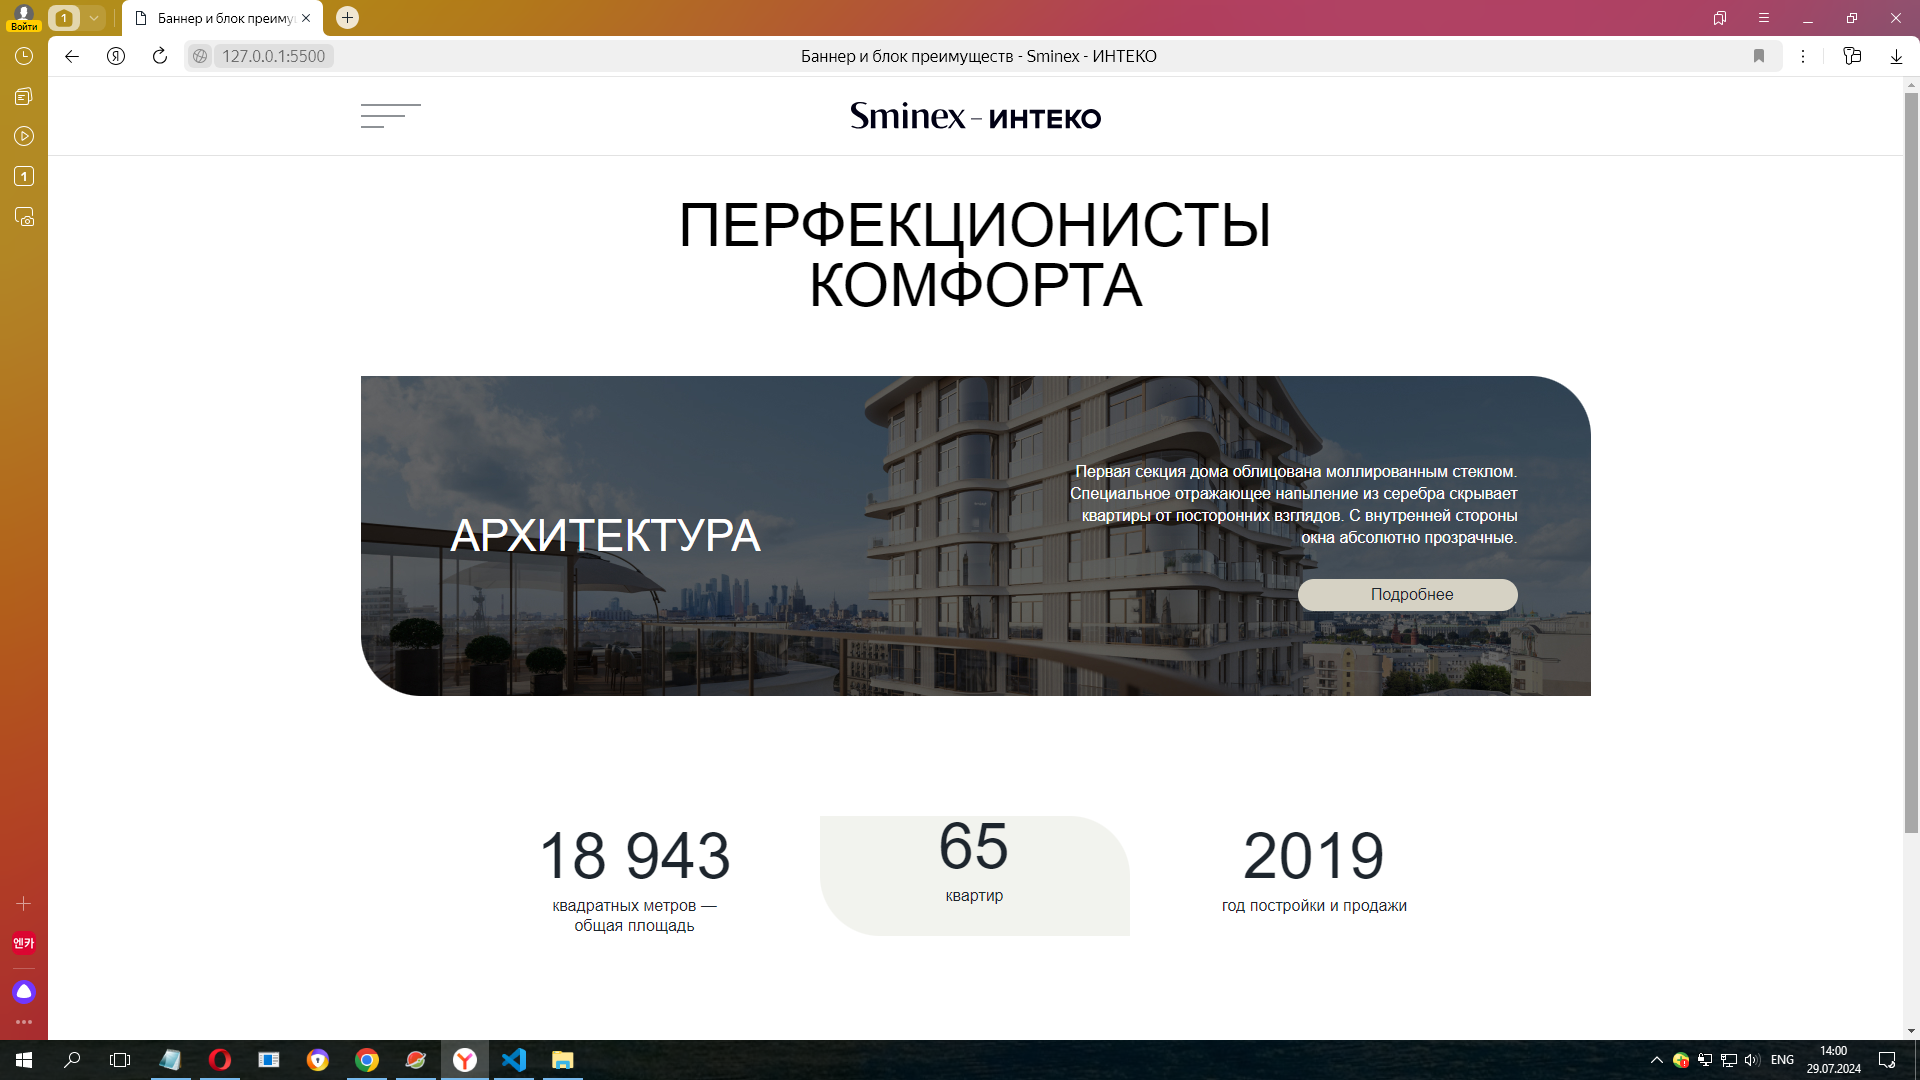 Войти
1
Баннер и блок преиму
127.0.0.1:5500
Баннер и блок преимуществ - Sminex - ИНТЕКО
1
Sminex – ИНТЕКО
ПЕРФЕКЦИОНИСТЫ
КОМФОРТА
АРХИТЕКТУРА
Первая секция дома облицована моллированным стеклом.
Специальное отражающее напыление из серебра скрывает
квартиры от посторонних взглядов. С внутренней стороны
окна абсолютно прозрачные.
Подробнее
18 943
квадратных метров —
общая площадь
65
квартир
2019
год постройки и продажи
엔카
ENG
14:00
29.07.2024